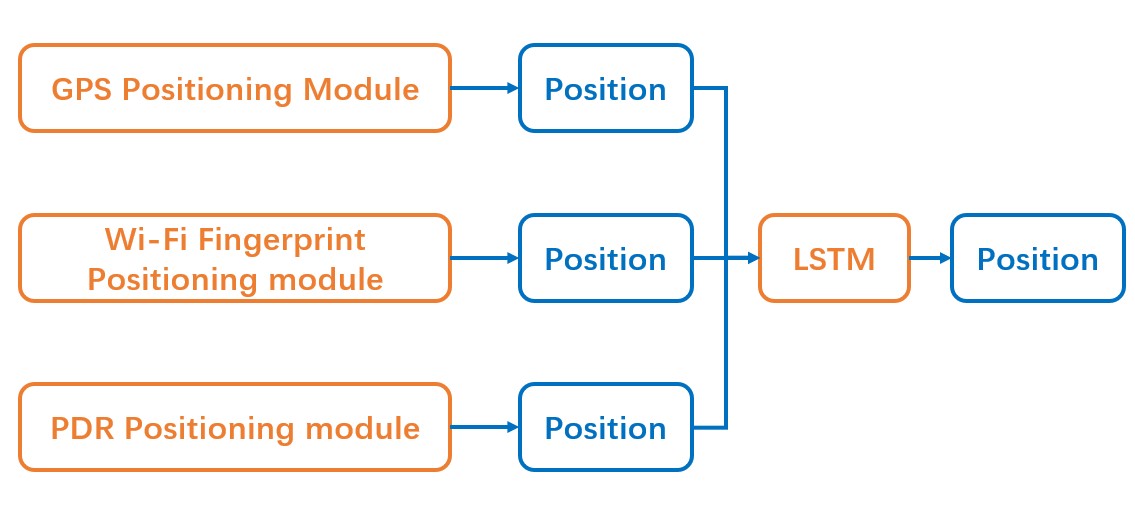 GPS Positioning Module
Position
Wi-Fi Fingerprint
Positioning module
Position
LSTM
Position
PDR Positioning module
Position